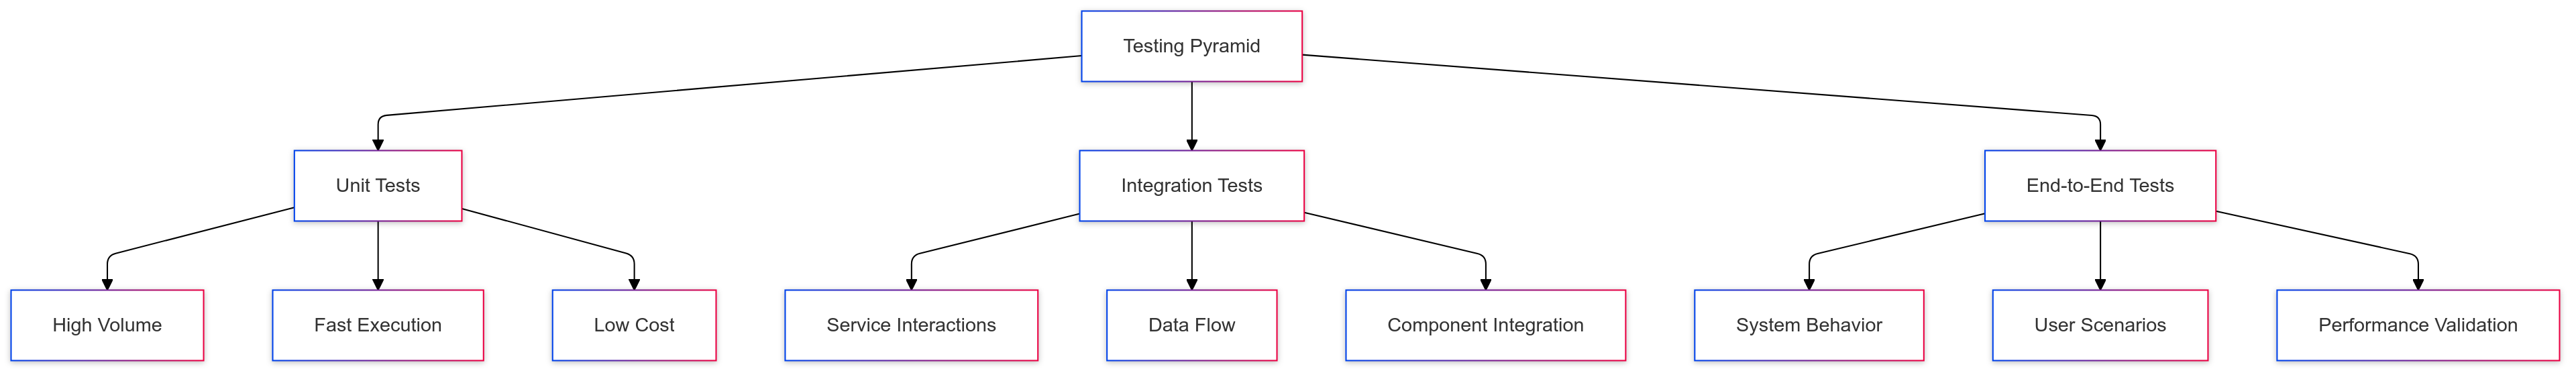 Testing Pyramid
Unit Tests
Integration Tests
End-to-End Tests
High Volume
Fast Execution
Low Cost
Service Interactions
Data Flow
Component Integration
System Behavior
User Scenarios
Performance Validation